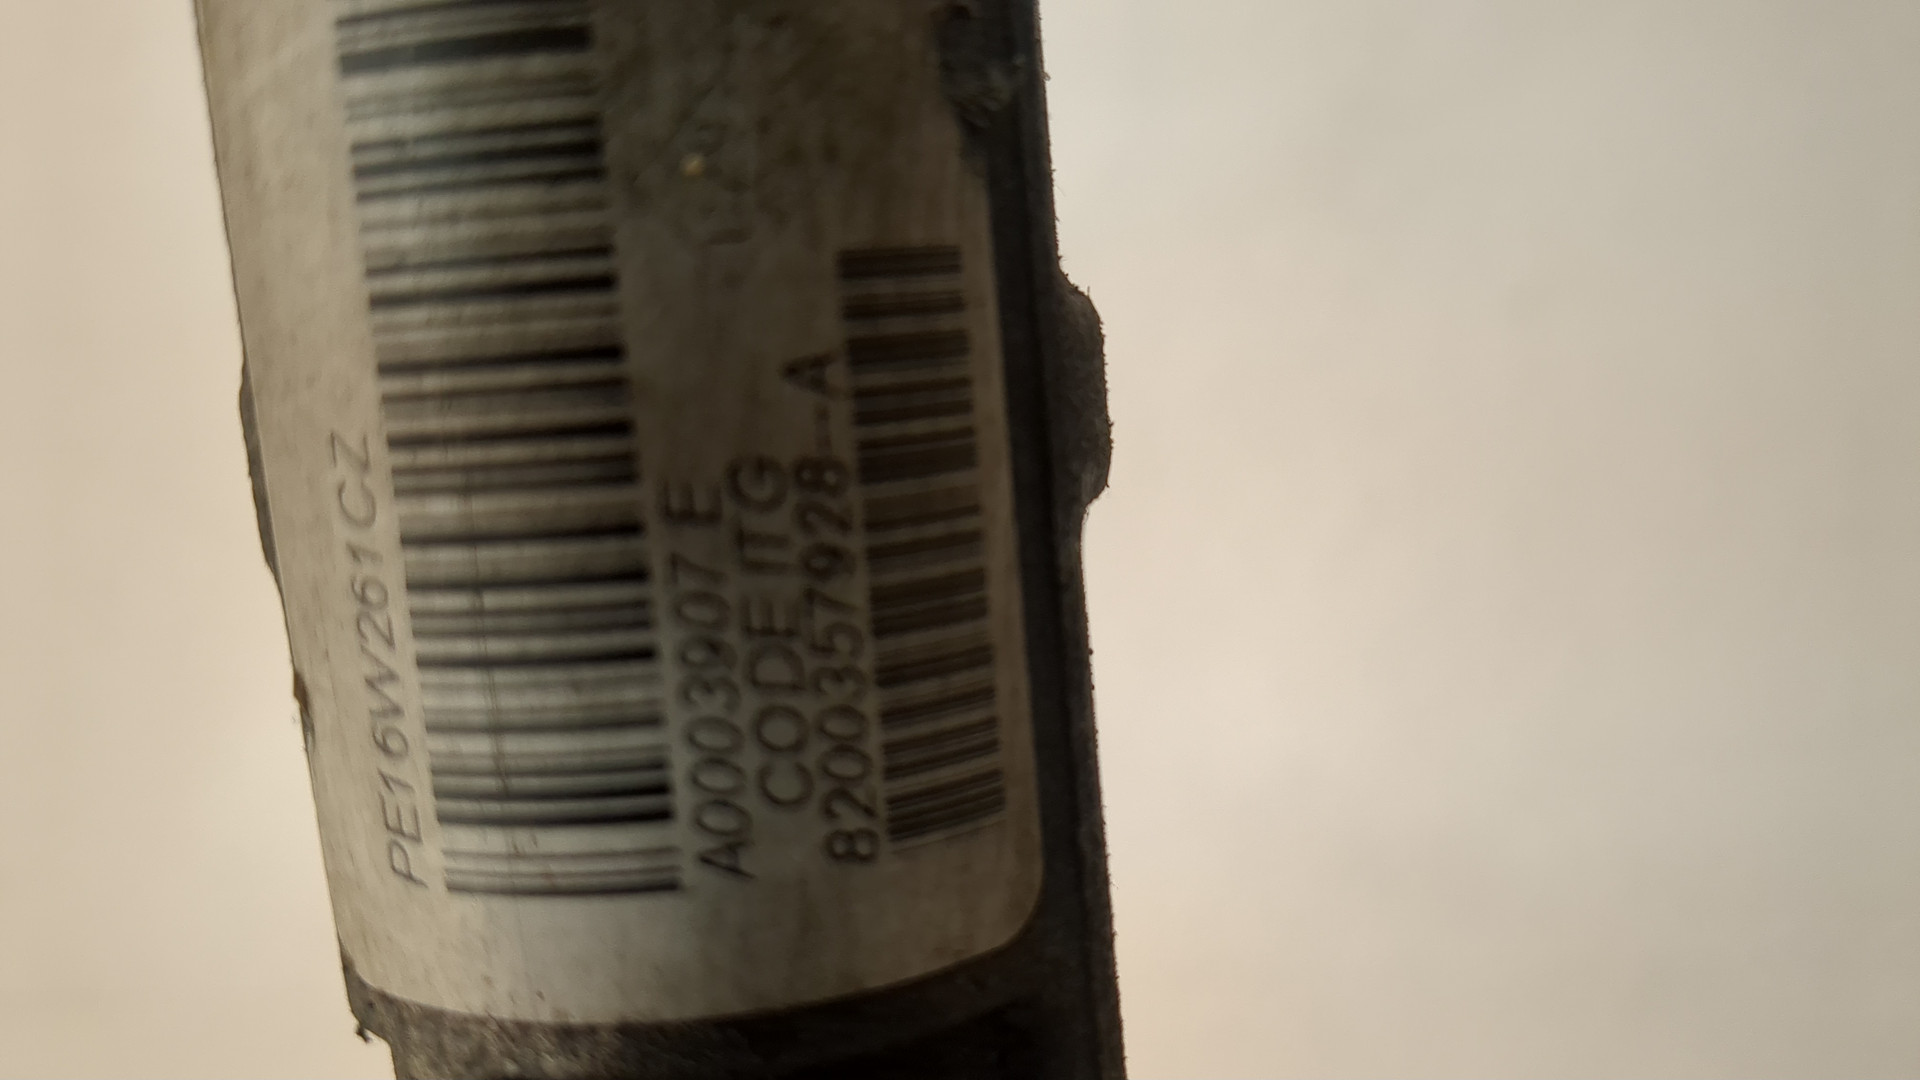 PE16W261CZ
A0003907 E
CODE ITG
8200357928--A